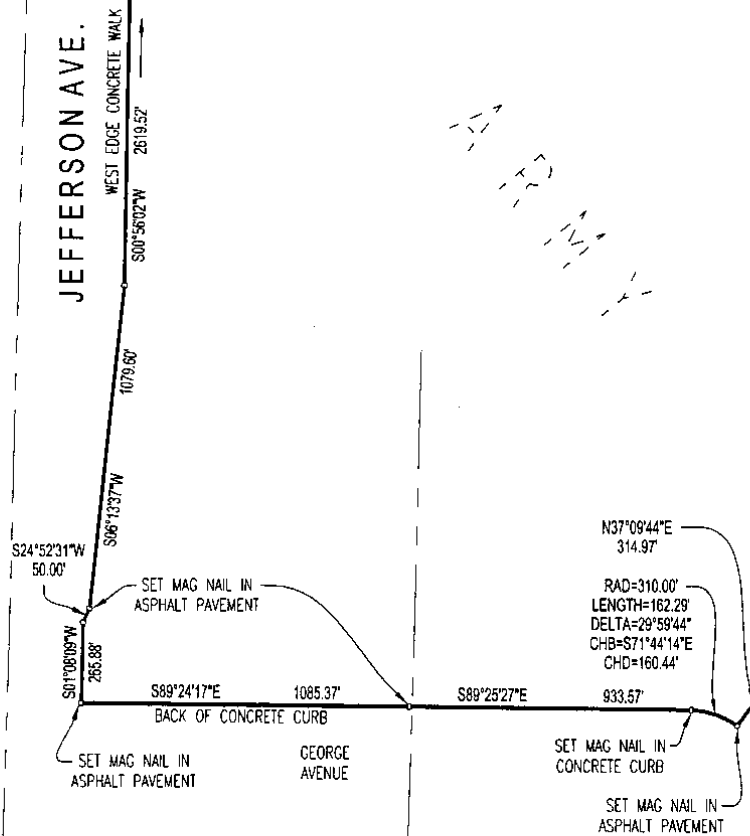 JEFFERSON AVE.
WEST EDGE CONCRETE WALK
S00°56'02"W 2619.52'
ARMY
S06°13'37"W 1079.60'
S24°52'31"W
50.00'
SET MAG NAIL IN
ASPHALT PAVEMENT
S01°08'09"W
265.88'
S89°24'17"E 1085.37'
BACK OF CONCRETE CURB
SET MAG NAIL IN
ASPHALT PAVEMENT
GEORGE
AVENUE
S89°25'27"E 933.57'
N37°09'44"E
314.97'
RAD=310.00'
LENGTH=162.29'
DELTA=29°59'44"
CHB=S71°44'14"E
CHD=160.44'
SET MAG NAIL IN
CONCRETE CURB
SET MAG NAIL IN
ASPHALT PAVEMENT